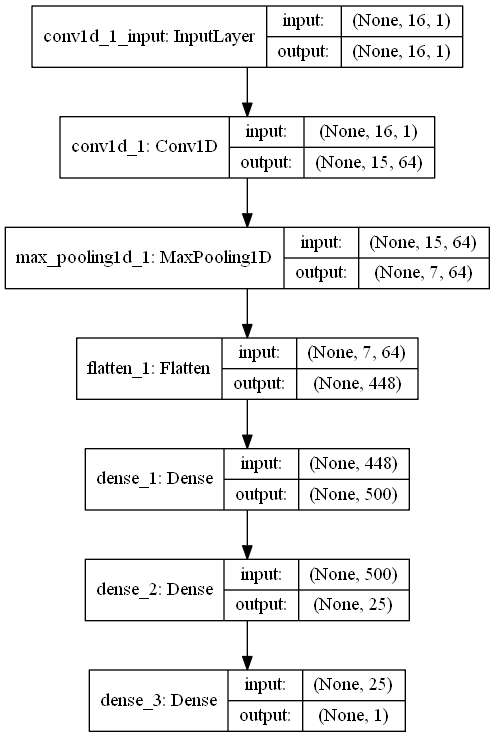 conv1d_1_input: InputLayer
input: (None, 16, 1)
output: (None, 16, 1)
conv1d_1: Conv1D
input: (None, 16, 1)
output: (None, 15, 64)
max_pooling1d_1: MaxPooling1D
input: (None, 15, 64)
output: (None, 7, 64)
flatten_1: Flatten
input: (None, 7, 64)
output: (None, 448)
dense_1: Dense
input: (None, 448)
output: (None, 500)
dense_2: Dense
input: (None, 500)
output: (None, 25)
dense_3: Dense
input: (None, 25)
output: (None, 1)